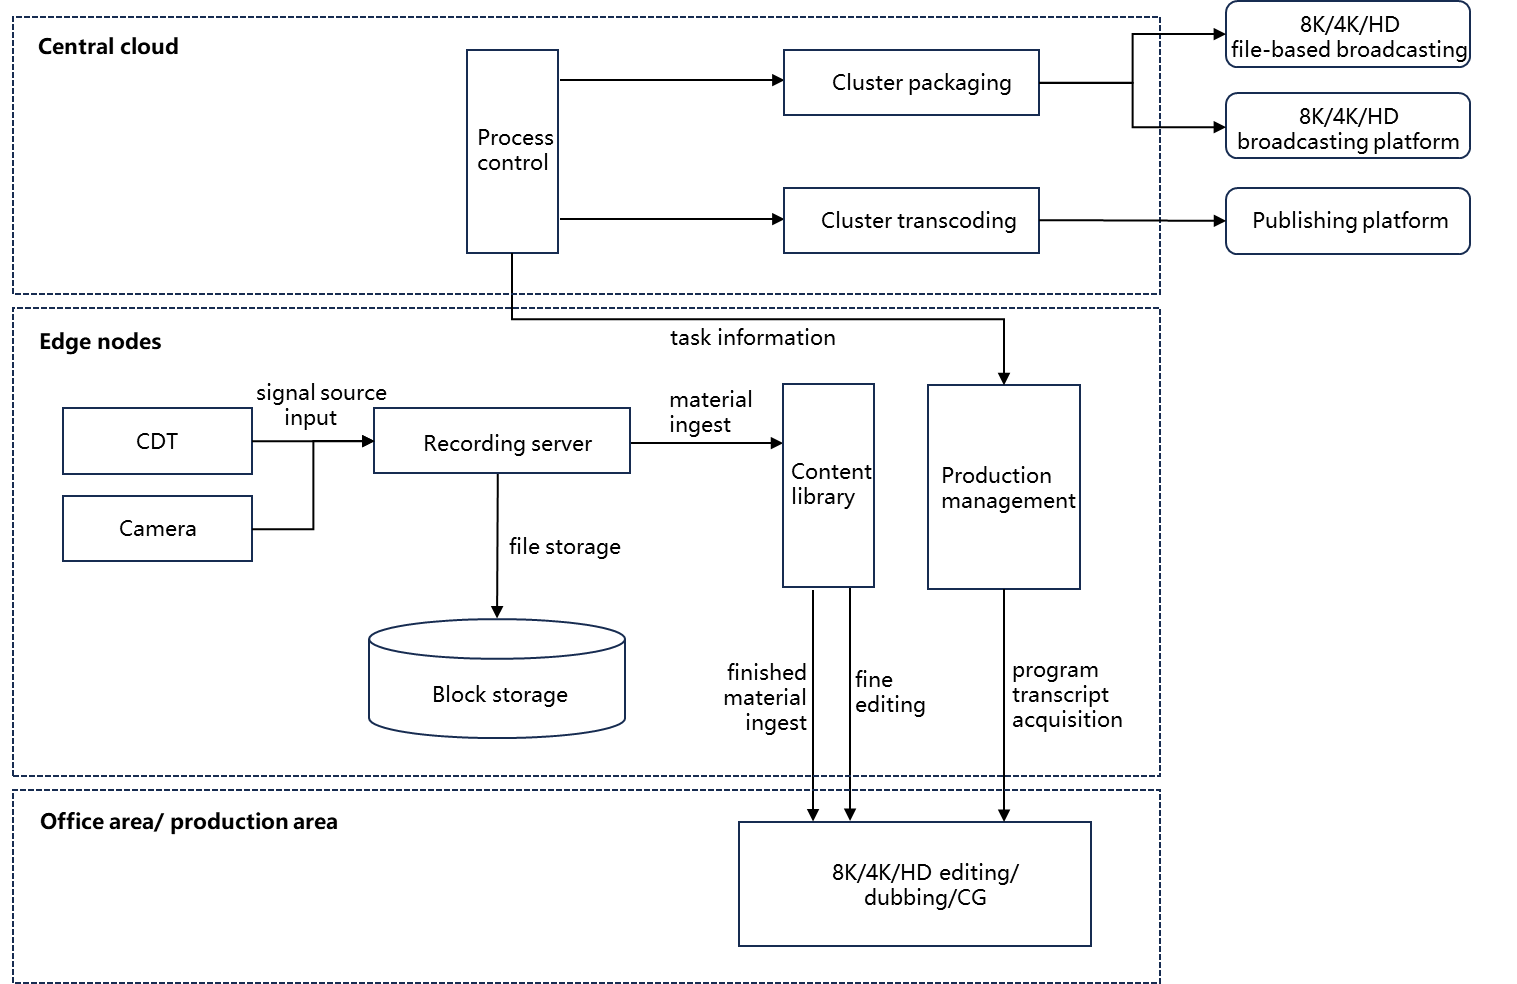 Central cloud
Process
control
Cluster packaging
Cluster transcoding
8K/4K/HD
file-based broadcasting
8K/4K/HD
broadcasting platform
Publishing platform
Edge nodes
task information
signal source
input
CDT
Camera
Recording server
material
ingest
Content
library
Production
management
file storage
Block storage
finished
material
ingest
fine
editing
program
transcript
acquisition
Office area/ production area
8K/4K/HD editing/
dubbing/CG